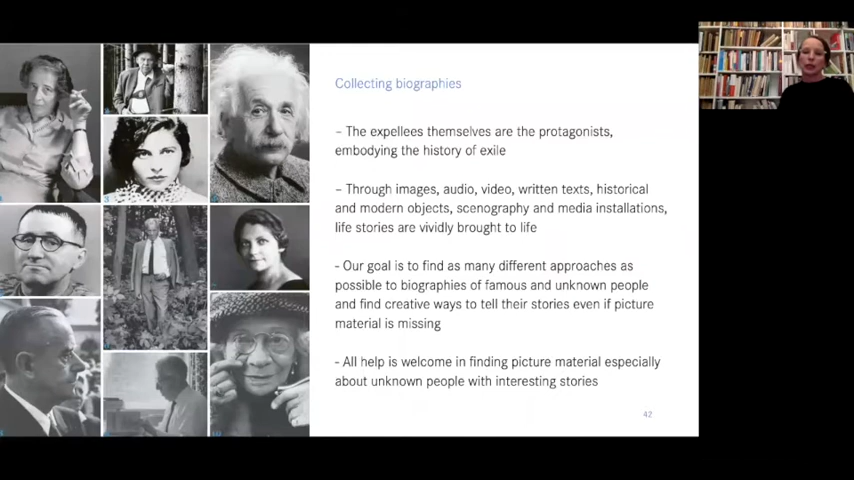 Collecting biographies
– The expellees themselves are the protagonists,
embodying the history of exile
– Through images, audio, video, written texts, historical
and modern objects, scenography and media installations,
life stories are vividly brought to life
- Our goal is to find as many different approaches as
possible to biographies of famous and unknown people
and find creative ways to tell their stories even if picture
material is missing
- All help is welcome in finding picture material especially
about unknown people with interesting stories
42